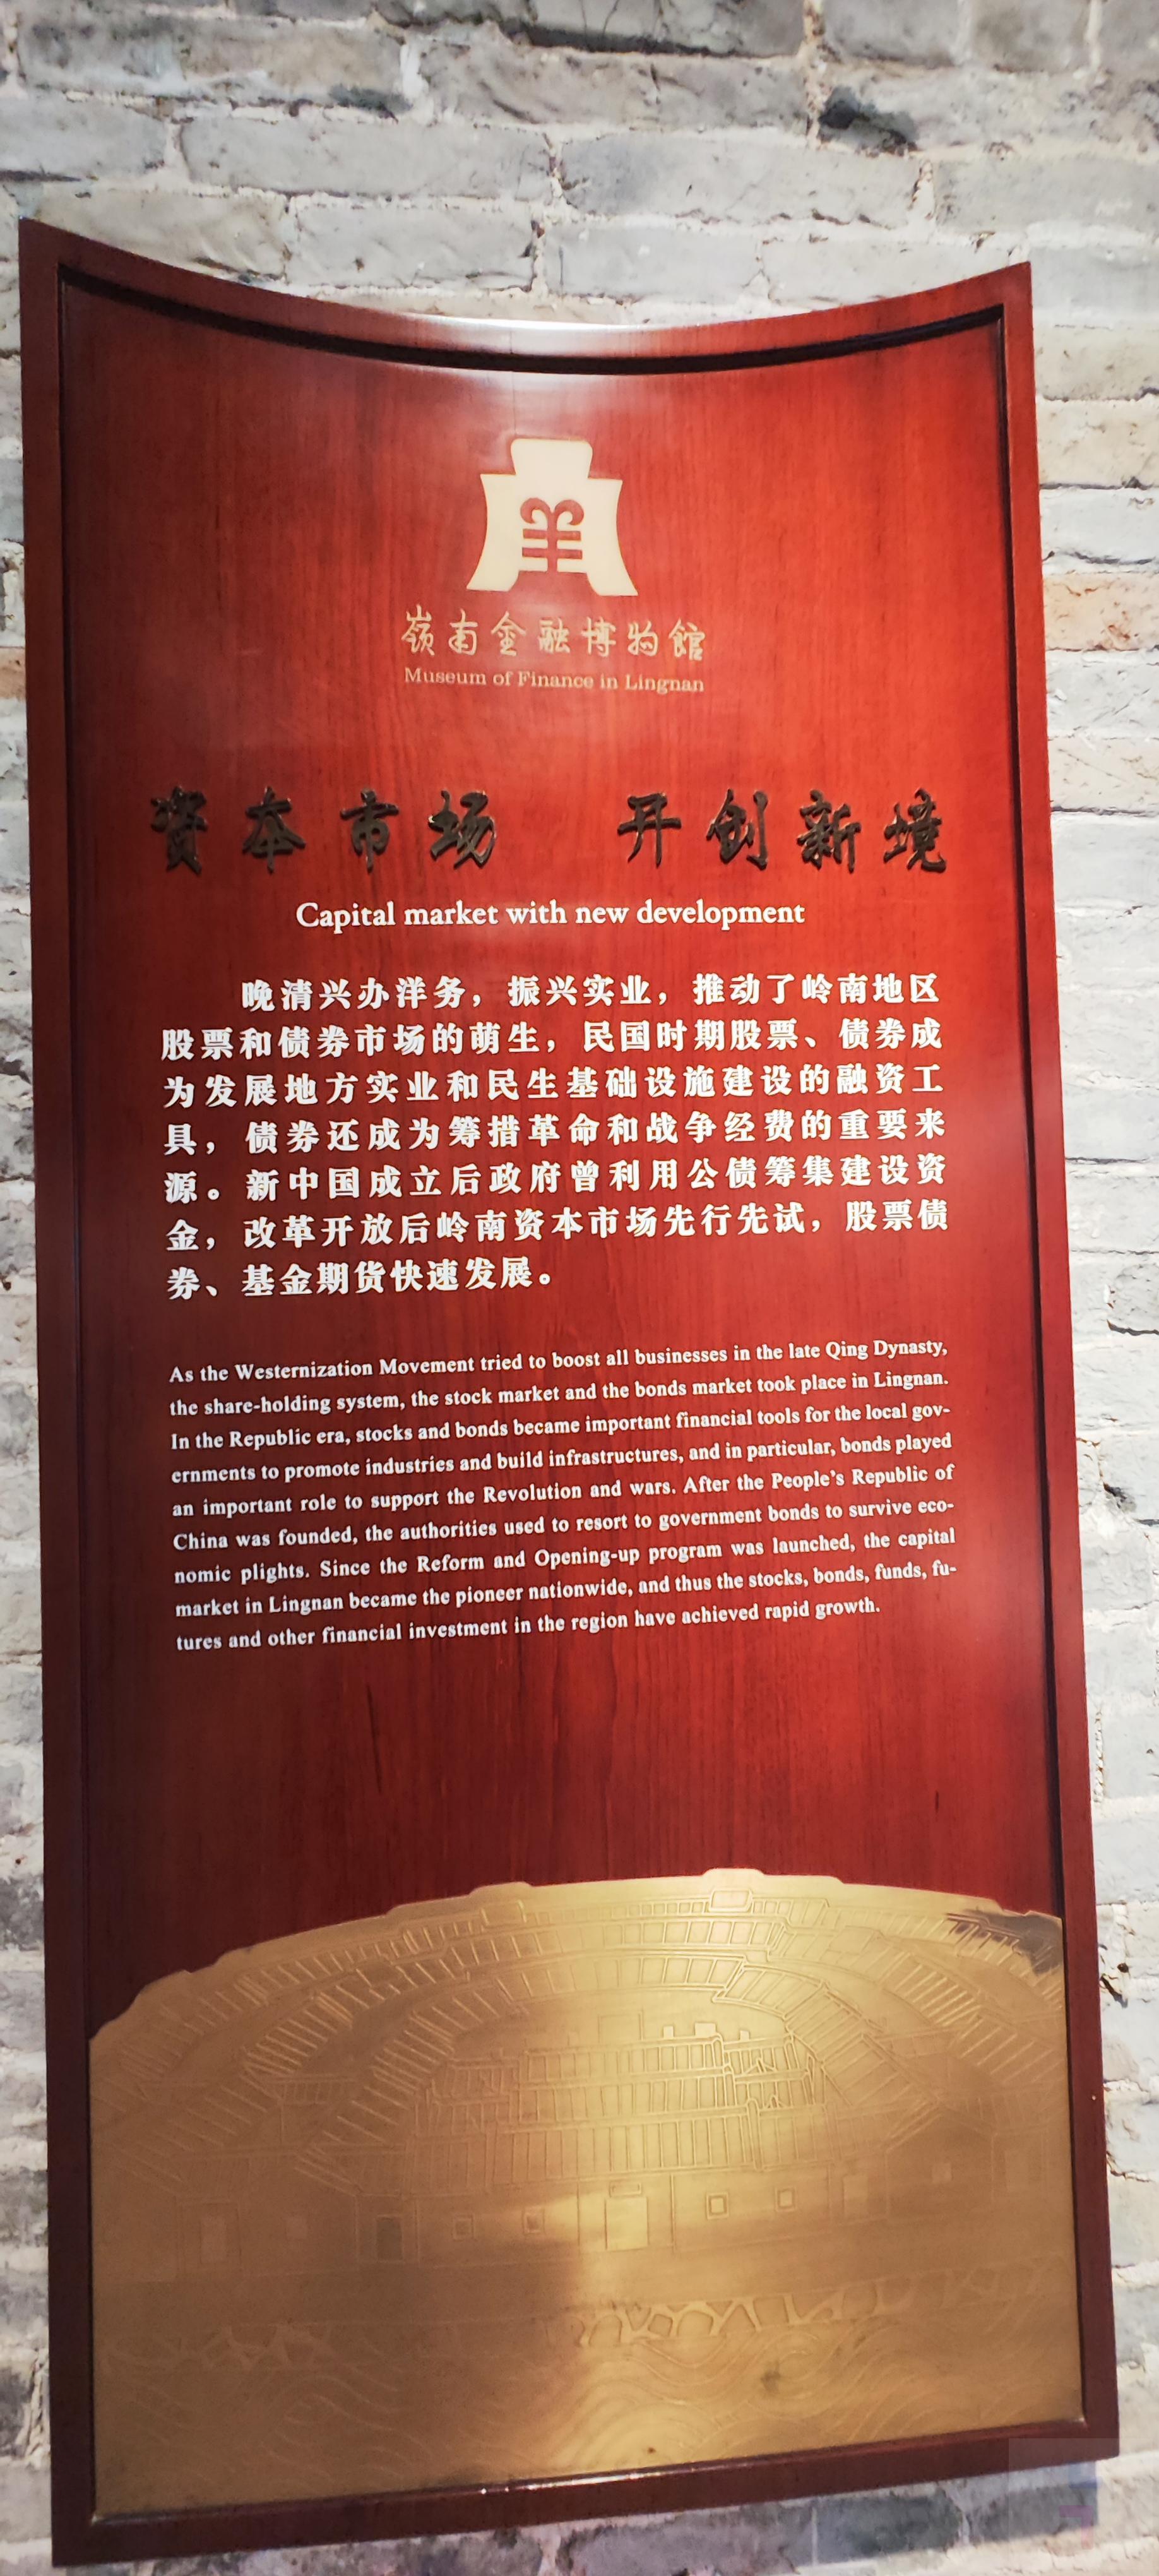 嶺南金融博物館
Museum of Finance in Lingnan
資本市场 开创新境
Capital market with new development
晚清兴办洋务，振兴实业，推动了岭南地区
股票和债券市场的萌生，民国时期股票、债券成
为发展地方实业和民生基础设施建设的融资工
具，债券还成为筹措革命和战争经费的重要来
源。新中国成立后政府曾利用公债筹集建设资
金，改革开放后岭南资本市场先行先试，股票债
券、基金期货快速发展。
As the Westernization Movement tried to boost all businesses in the late Qing Dynasty,
the share-holding system, the stock market and the bonds market took place in Lingnan.
In the Republic era, stocks and bonds became important financial tools for the local gov-
ernments to promote industries and build infrastructures, and in particular, bonds played
an important role to support the Revolution and wars. After the People's Republic of
China was founded, the authorities used to resort to government bonds to survive eco-
nomic plights. Since the Reform and Opening-up program was launched, the capital
market in Lingnan became the pioneer nationwide, and thus the stocks, bonds, funds, fu-
tures and other financial investment in the region have achieved rapid growth.